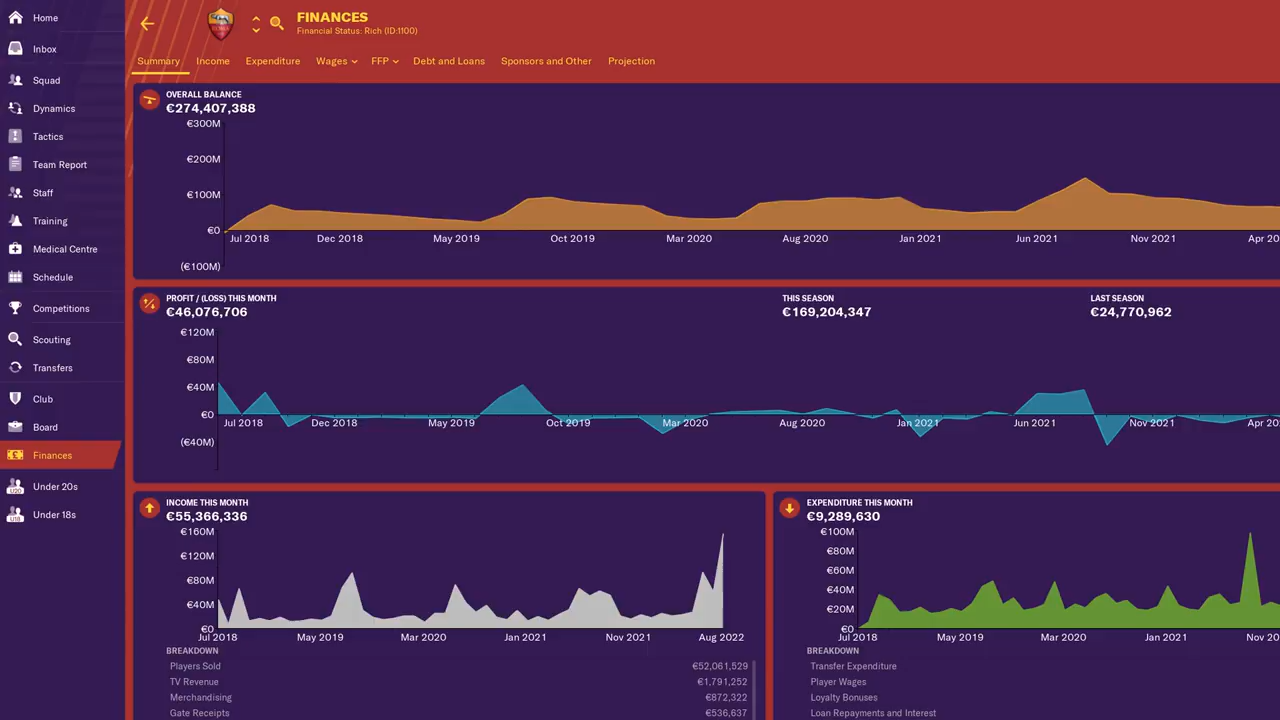 Home
Inbox
Squad
Dynamics
Tactics
Team Report
Staff
Training
Medical Centre
Schedule
Competitions
Scouting
Transfers
Club
Board
Finances
Under 20s
Under 18s
FINANCES
Financial Status: Rich (ID:1100)
Summary Income Expenditure Wages FFP Debt and Loans Sponsors and Other Projection
OVERALL BALANCE
€274,407,388
€300M
€200M
€100M
€0
Jul 2018 Dec 2018 May 2019 Oct 2019 Mar 2020 Aug 2020 Jan 2021 Jun 2021 Nov 2021 Apr 20
(€100M)
PROFIT / (LOSS) THIS MONTH
€46,076,706
THIS SEASON
€169,204,347
LAST SEASON
€24,770,962
€120M
€80M
€40M
€0
Jul 2018 Dec 2018 May 2019 Oct 2019 Mar 2020 Aug 2020 Jan 2021 Jun 2021 Nov 2021 Apr 20
(€40M)
INCOME THIS MONTH
€55,366,336
€160M
€120M
€80M
€40M
€0
Jul 2018 May 2019 Mar 2020 Jan 2021 Nov 2021 Aug 2022
BREAKDOWN
Players Sold €52,061,529
TV Revenue €1,791,252
Merchandising €872,322
Gate Receipts €536,637
EXPENDITURE THIS MONTH
€9,289,630
€100M
€80M
€60M
€40M
€20M
€0
Jul 2018 May 2019 Mar 2020 Jan 2021 Nov 20
BREAKDOWN
Transfer Expenditure
Player Wages
Loyalty Bonuses
Loan Repayments and Interest